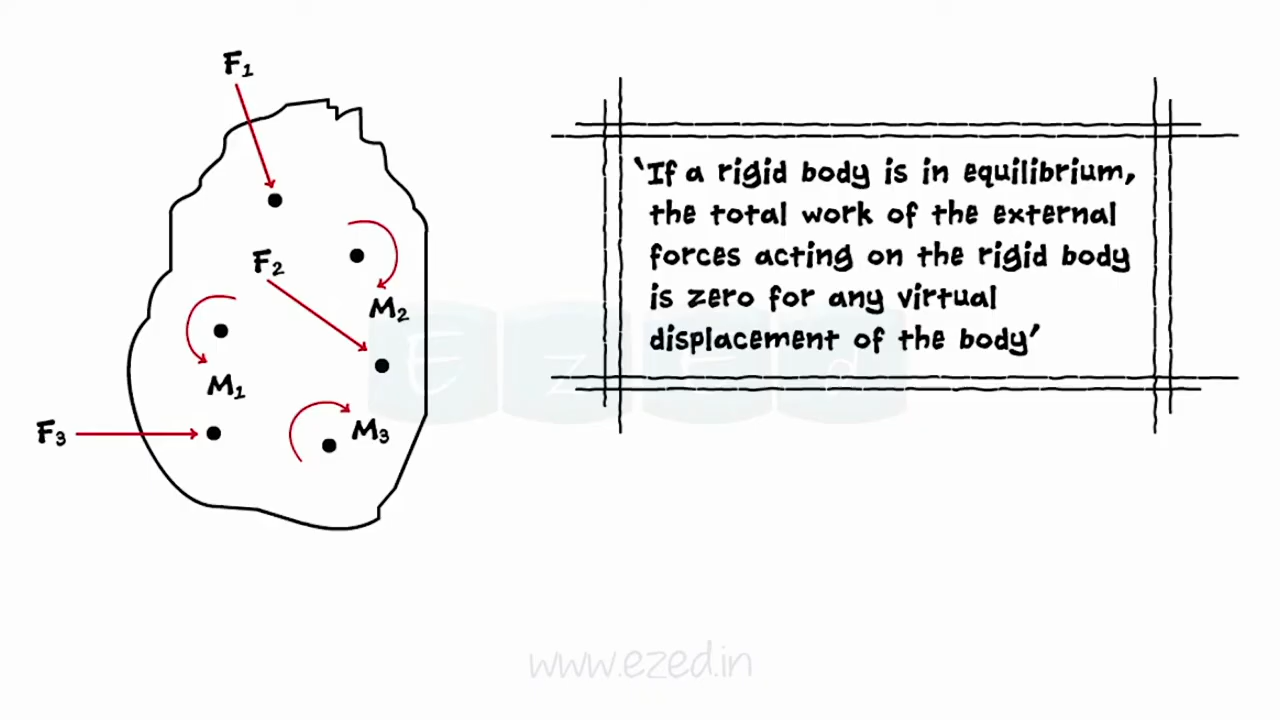 F1
F2
M2
M1
F3
M3
‘If a rigid body is in equilibrium,
the total work of the external
forces acting on the rigid body
is zero for any virtual
displacement of the body’
EzEd
www.ezed.in